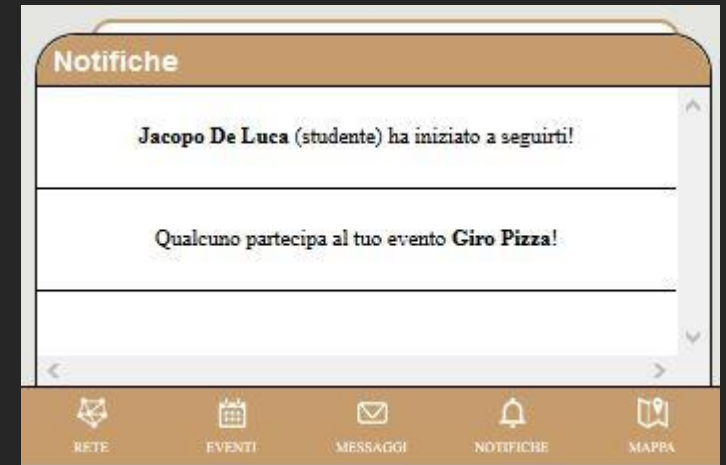 Notifiche
Jacopo De Luca (studente) ha iniziato a seguirti!
Qualcuno partecipa al tuo evento Giro Pizza!
RETE EVENTI MESSAGGI NOTIFICHE MAPPA